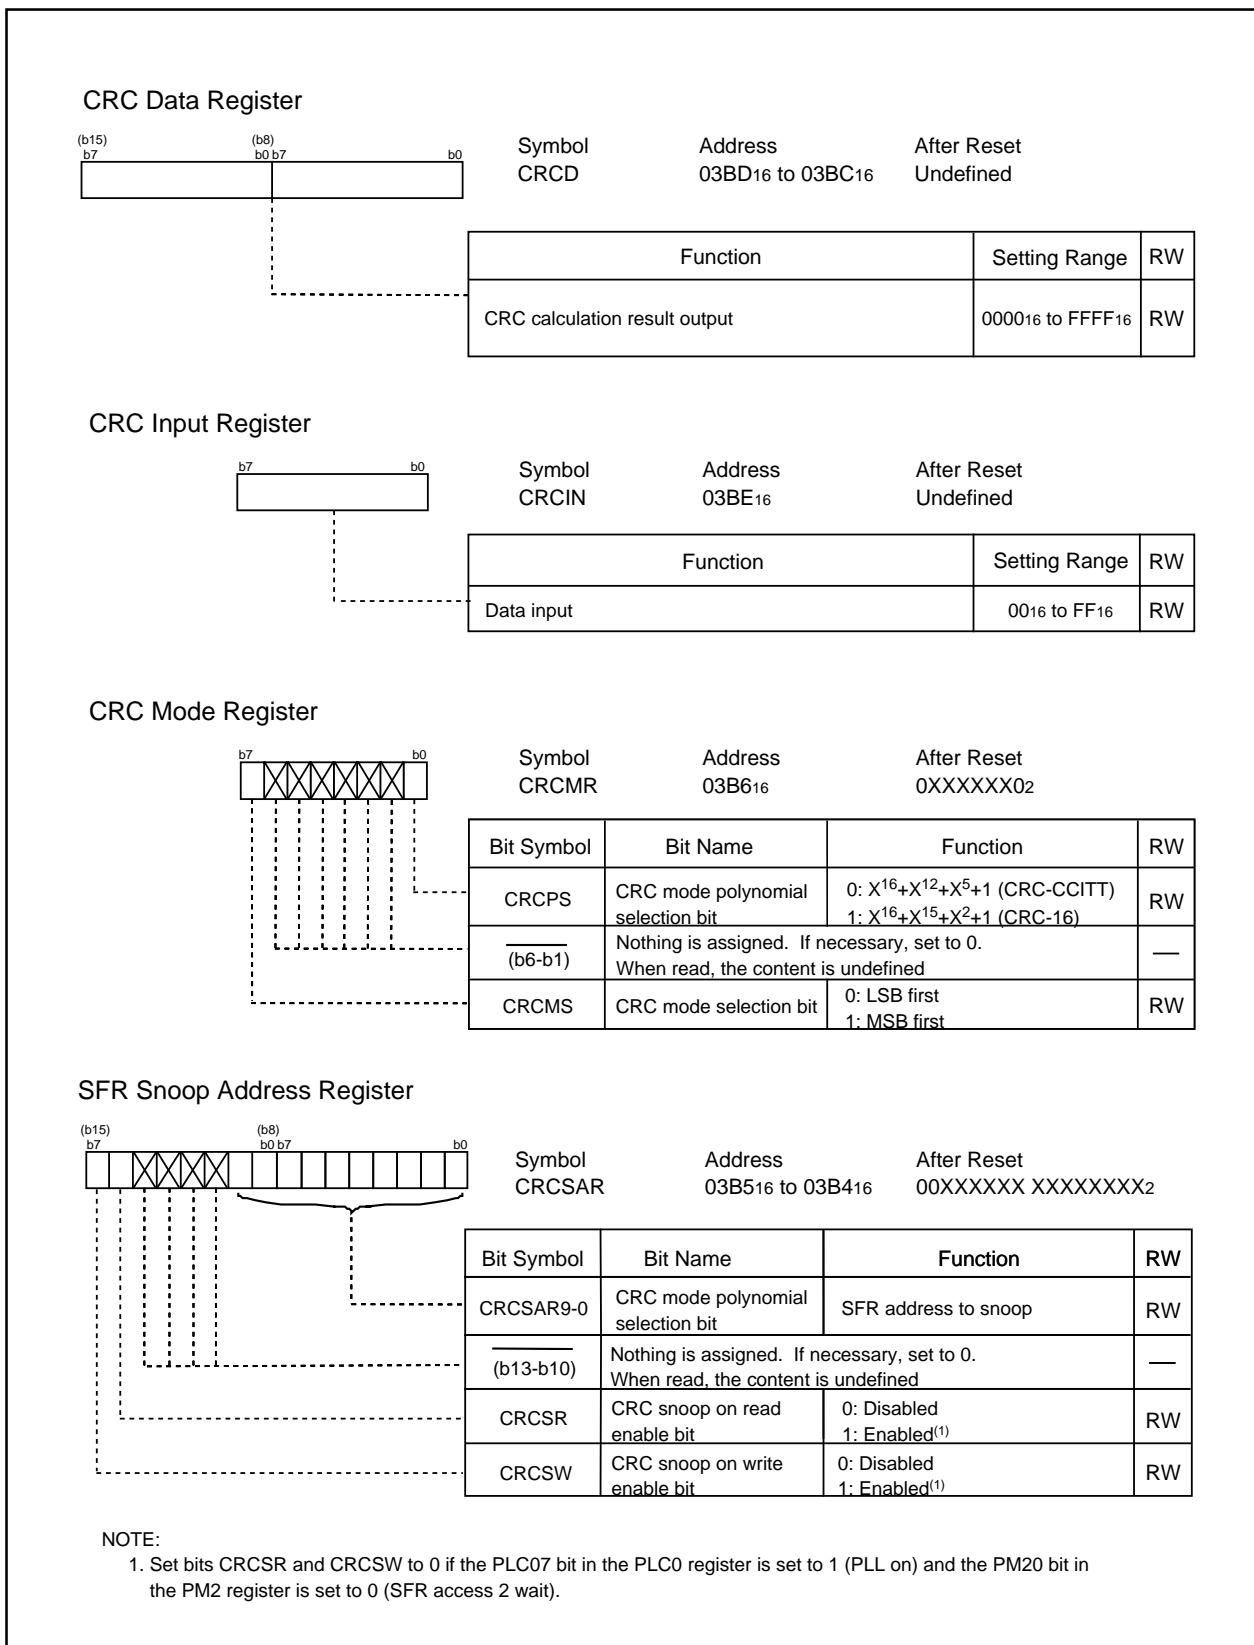 CRC Data Register
(b15) (b8)
b7 b0 b7 b0
Symbol Address After Reset
CRCD 03BD16 to 03BC16 Undefined
Function Setting Range RW
CRC calculation result output 000016 to FFFF16 RW
CRC Input Register
b7 b0
Symbol Address After Reset
CRCIN 03BE16 Undefined
Function Setting Range RW
Data input 0016 to FF16 RW
CRC Mode Register
b7 b0
Symbol Address After Reset
CRCMR 03B616 0XXXXXX02
Bit Symbol Bit Name Function RW
CRCPS CRC mode polynomial 0: X16+X12+X5+1 (CRC-CCITT) RW
selection bit 1: X16+X15+X2+1 (CRC-16)
(b6-b1) Nothing is assigned. If necessary, set to 0. —
When read, the content is undefined
CRCMS CRC mode selection bit 0: LSB first RW
1: MSB first
SFR Snoop Address Register
(b15) (b8)
b7 b0 b7 b0
Symbol Address After Reset
CRCSAR 03B516 to 03B416 00XXXXXX XXXXXXXX2
Bit Symbol Bit Name Function RW
CRCSAR9-0 CRC mode polynomial SFR address to snoop RW
selection bit
(b13-b10) Nothing is assigned. If necessary, set to 0. —
When read, the content is undefined
CRCSR CRC snoop on read 0: Disabled RW
enable bit 1: Enabled(1)
CRCSW CRC snoop on write 0: Disabled RW
enable bit 1: Enabled(1)
NOTE:
1. Set bits CRCSR and CRCSW to 0 if the PLC07 bit in the PLC0 register is set to 1 (PLL on) and the PM20 bit in
the PM2 register is set to 0 (SFR access 2 wait).